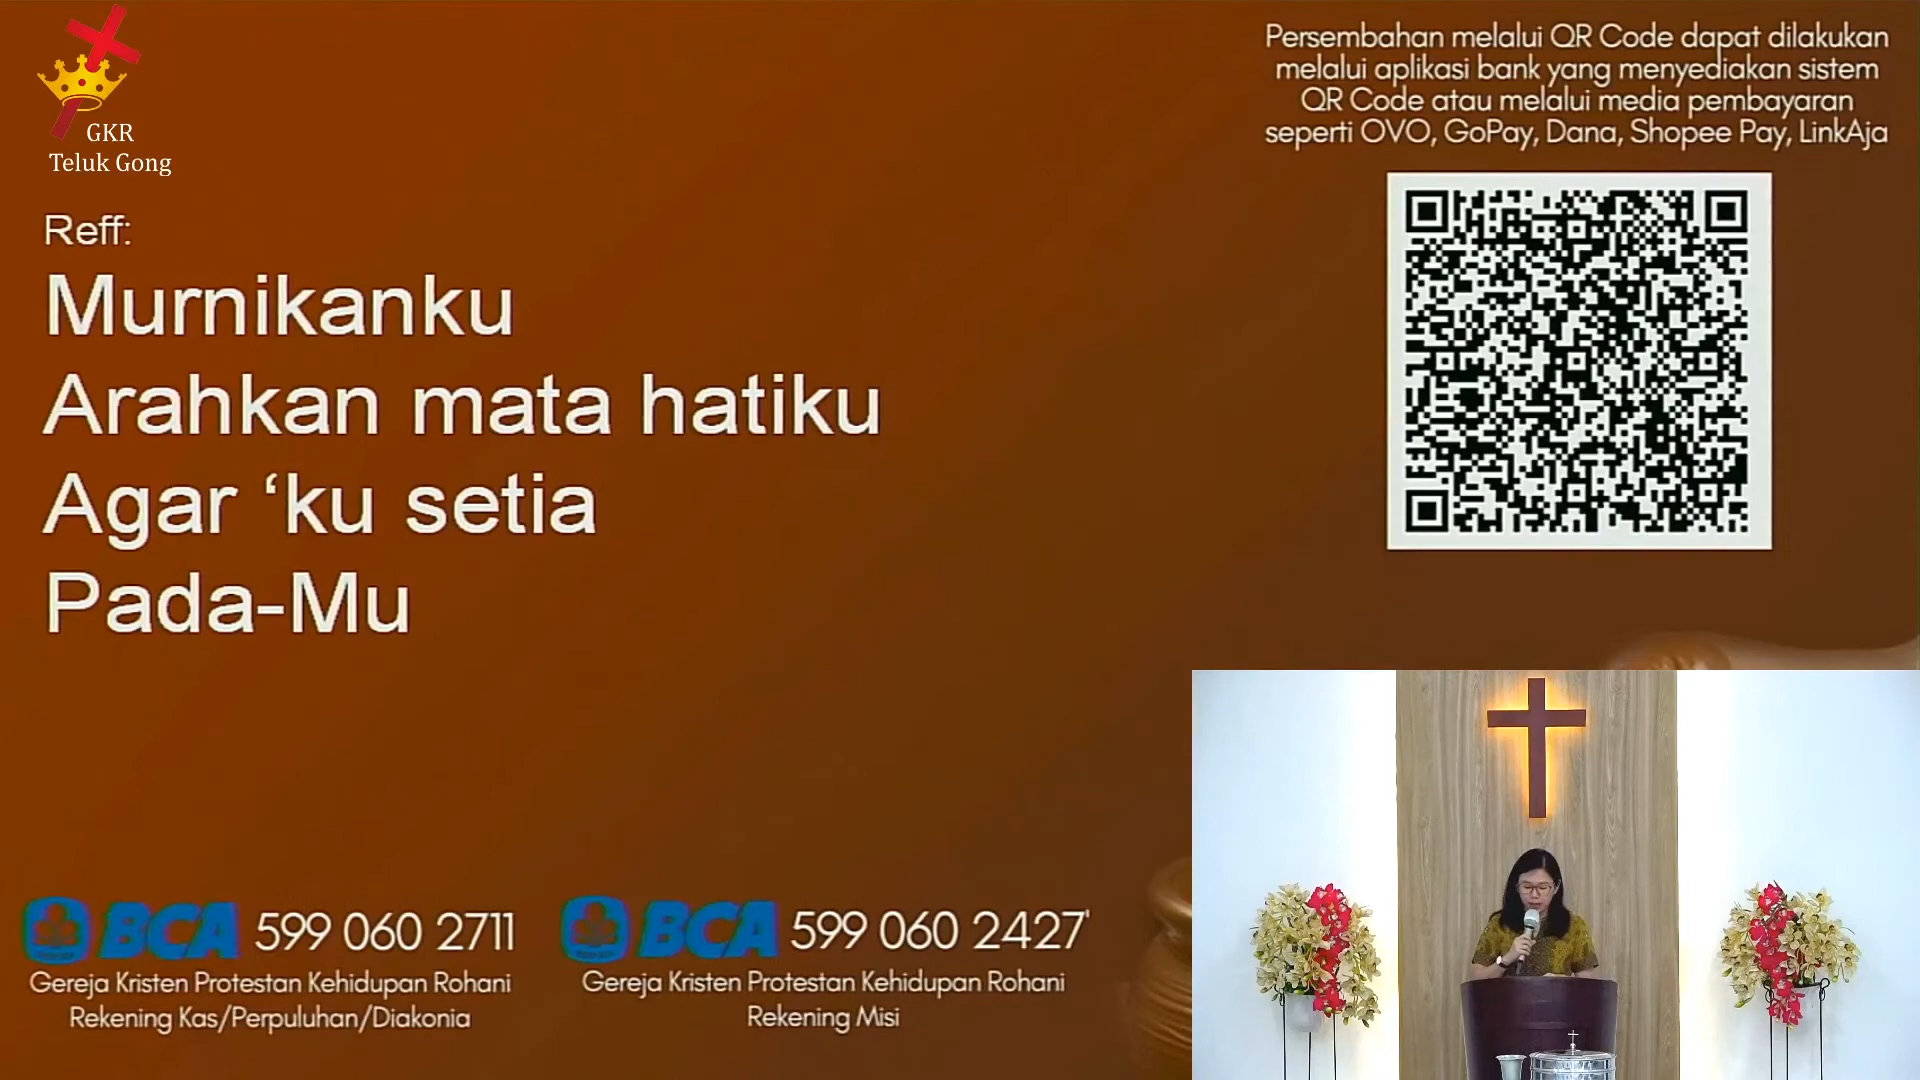 GKR
Teluk Gong
Persembahan melalui QR Code dapat dilakukan
melalui aplikasi bank yang menyediakan sistem
QR Code atau melalui media pembayaran
seperti OVO, GoPay, Dana, Shopee Pay, LinkAja
Reff:
Murnikanku
Arahkan mata hatiku
Agar ‘ku setia
Pada-Mu
BCA 599 060 2711
Gereja Kristen Protestan Kehidupan Rohani
Rekening Kas/Perpuluhan/Diakonia
BCA 599 060 2427'
Gereja Kristen Protestan Kehidupan Rohani
Rekening Misi